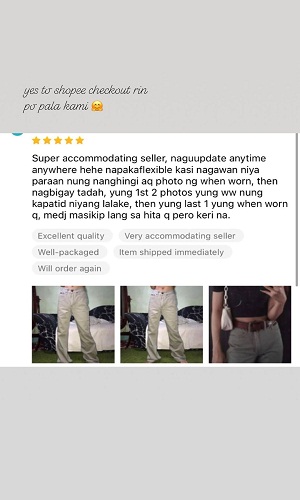 yes to shopee checkout rin
po pala kami 🤗
Super accommodating seller, naguupdate anytime
anywhere hehe napakaflexible kasi nagawan niya
paraan nung nanghingi aq photo ng when worn, then
nagbigay tadah, yung 1st 2 photos yung ww nung
kapatid niyang lalake, then yung last 1 yung when worn
q, medj masikip lang sa hita q pero keri na.
Excellent quality
Very accommodating seller
Well-packaged
Item shipped immediately
Will order again